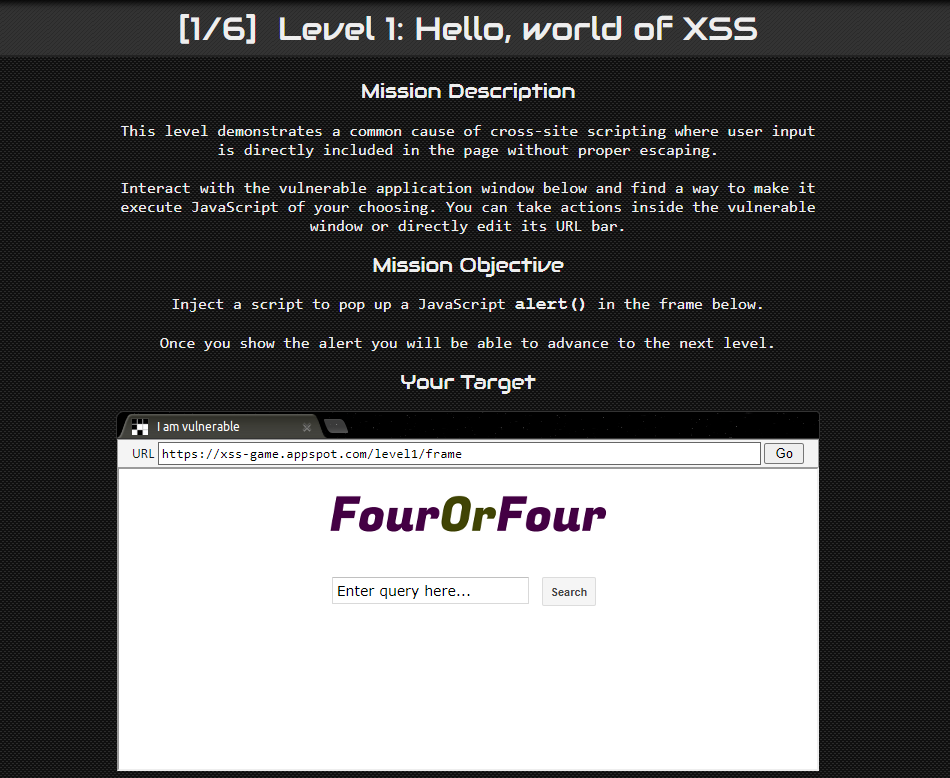 [1/6] Level 1: Hello, world of XSS
Mission Description
This level demonstrates a common cause of cross-site scripting where user input
is directly included in the page without proper escaping.
Interact with the vulnerable application window below and find a way to make it
execute JavaScript of your choosing. You can take actions inside the vulnerable
window or directly edit its URL bar.
Mission Objective
Inject a script to pop up a JavaScript alert() in the frame below.
Once you show the alert you will be able to advance to the next level.
Your Target
I am vulnerable
URL https://xss-game.appspot.com/level1/frame Go
FourOrFour
Enter query here... Search